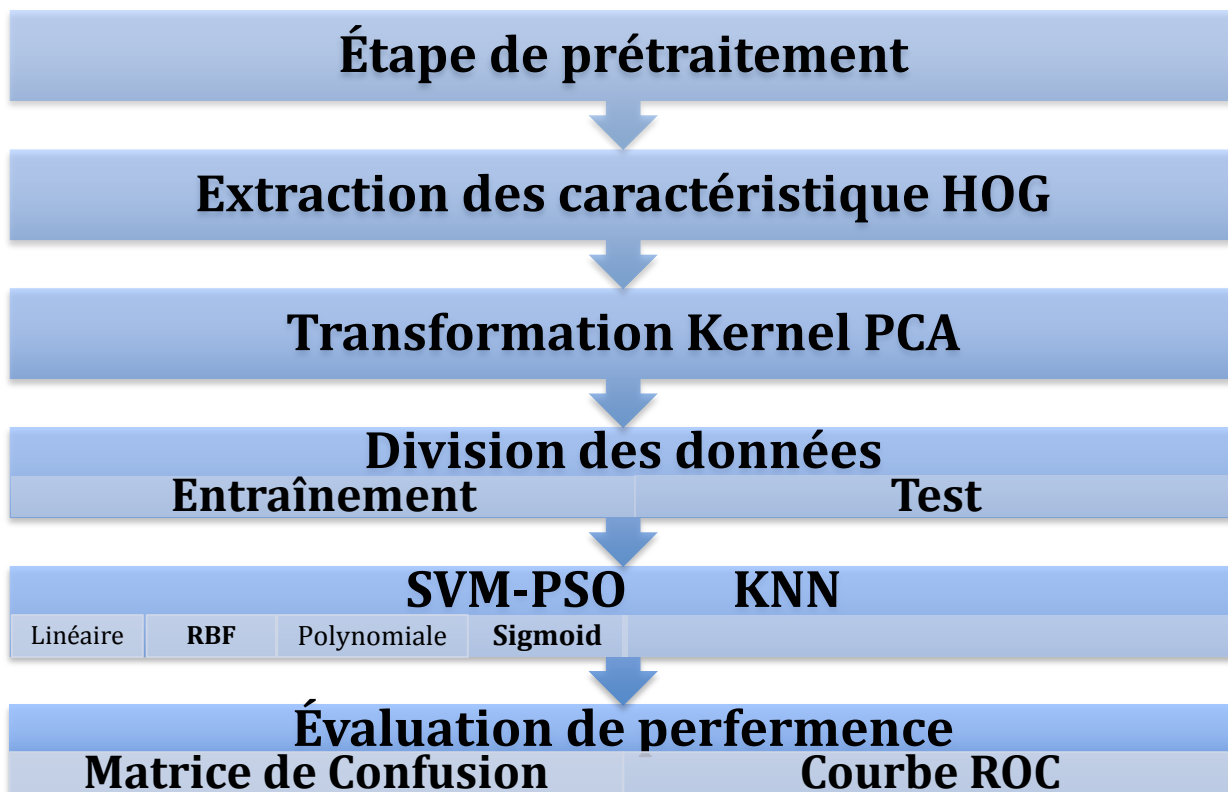 Étape de prétraitement
Extraction des caractéristique HOG
Transformation Kernel PCA
Division des données
Entraînement Test
SVM-PSO KNN
Linéaire RBF Polynomiale Sigmoid
Évaluation de perfermence
Matrice de Confusion Courbe ROC